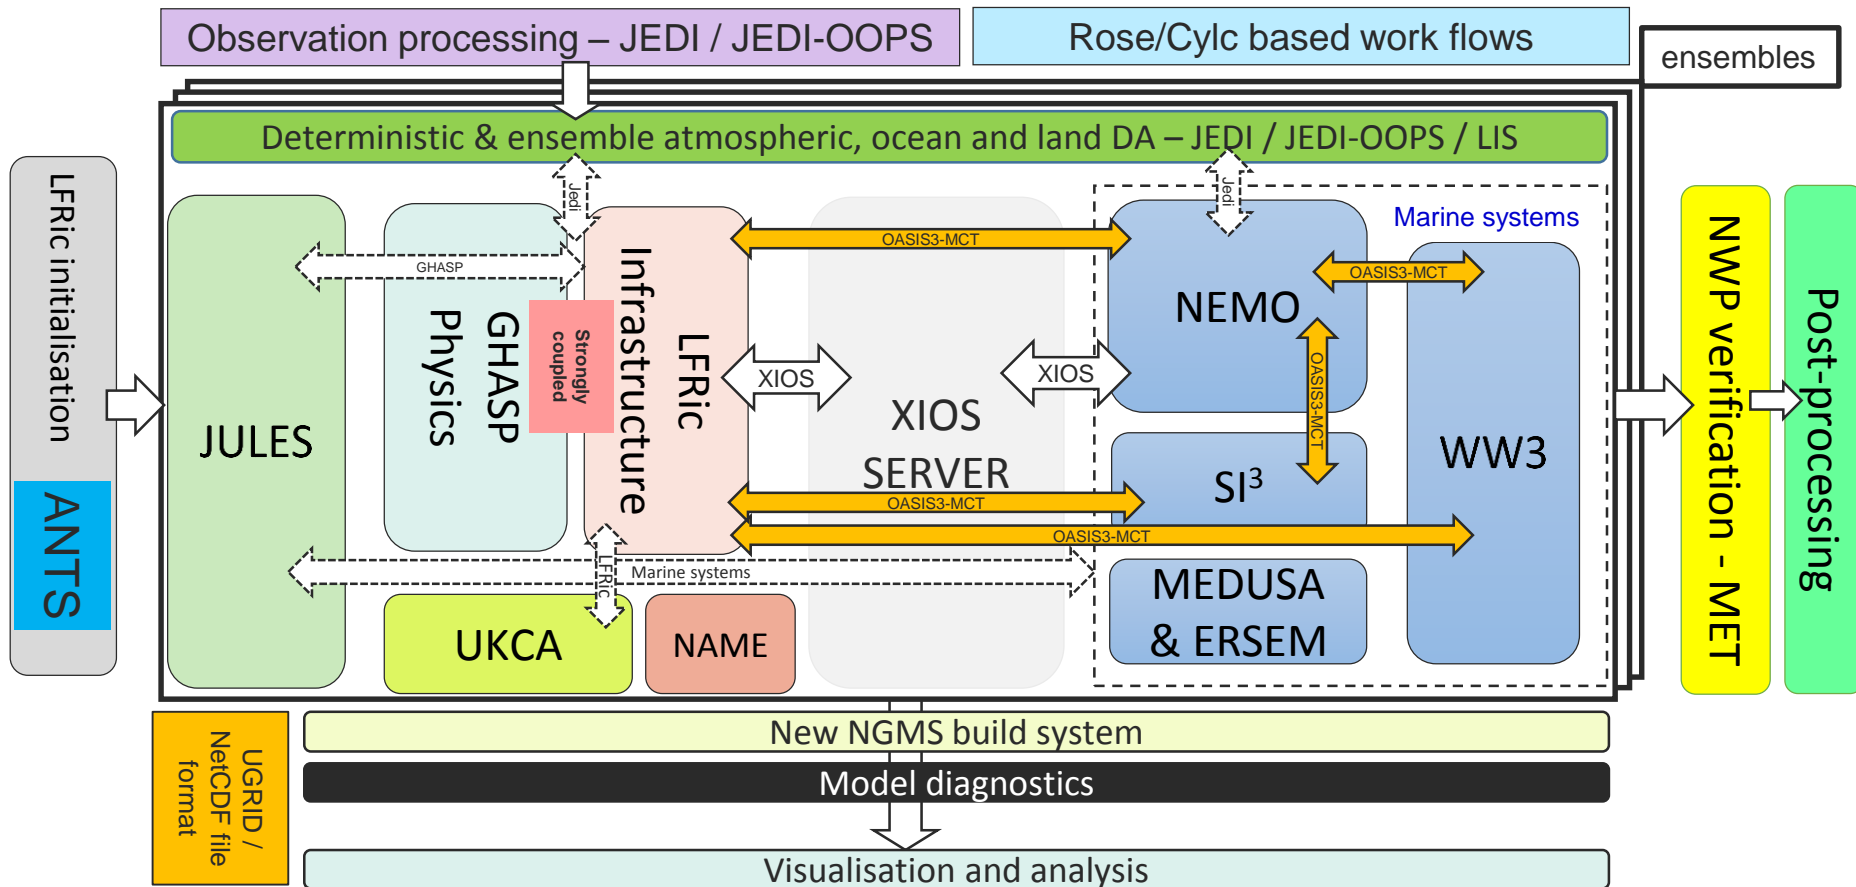 Observation processing – JEDI / JEDI-OOPS
Rose/Cylc based work flows
ensembles
Deterministic & ensemble atmospheric, ocean and land DA – JEDI / JEDI-OOPS / LIS
LFRic initialisation
ANTS
JULES
GHASP
Physics
GHASP
Strongly
coupled
Jedi
LFRic
Infrastructure
OASIS3-MCT
XIOS
XIOS
SERVER
XIOS
Jedi
Marine systems
NEMO
OASIS3-MCT
OASIS3-MCT
WW3
SI³
OASIS3-MCT
OASIS3-MCT
LFRic
Marine systems
UKCA
NAME
MEDUSA
& ERSEM
NWP verification - MET
Post-processing
UGRID /
NetCDF file
format
New NGMS build system
Model diagnostics
Visualisation and analysis